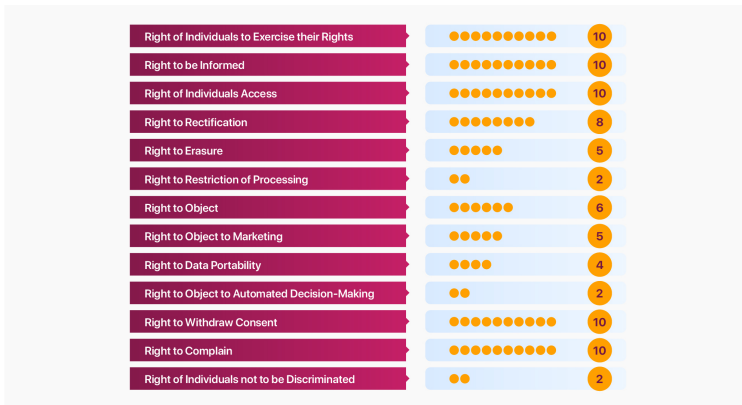 Right of Individuals to Exercise their Rights 10
Right to be Informed 10
Right of Individuals Access 10
Right to Rectification 8
Right to Erasure 5
Right to Restriction of Processing 2
Right to Object 6
Right to Object to Marketing 5
Right to Data Portability 4
Right to Object to Automated Decision-Making 2
Right to Withdraw Consent 10
Right to Complain 10
Right of Individuals not to be Discriminated 2